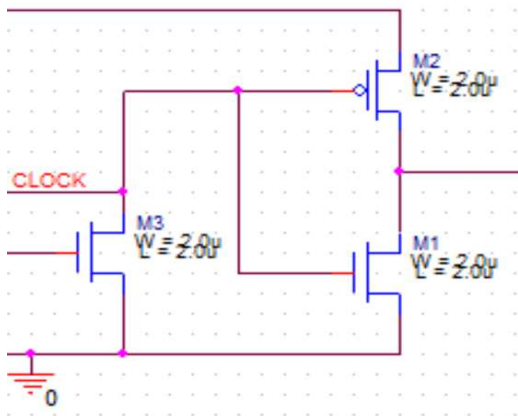 M2
W = 2.0u
L = 2.0u
CLOCK
M3
W = 2.0u
L = 2.0u
M1
W = 2.0u
L = 2.0u
0